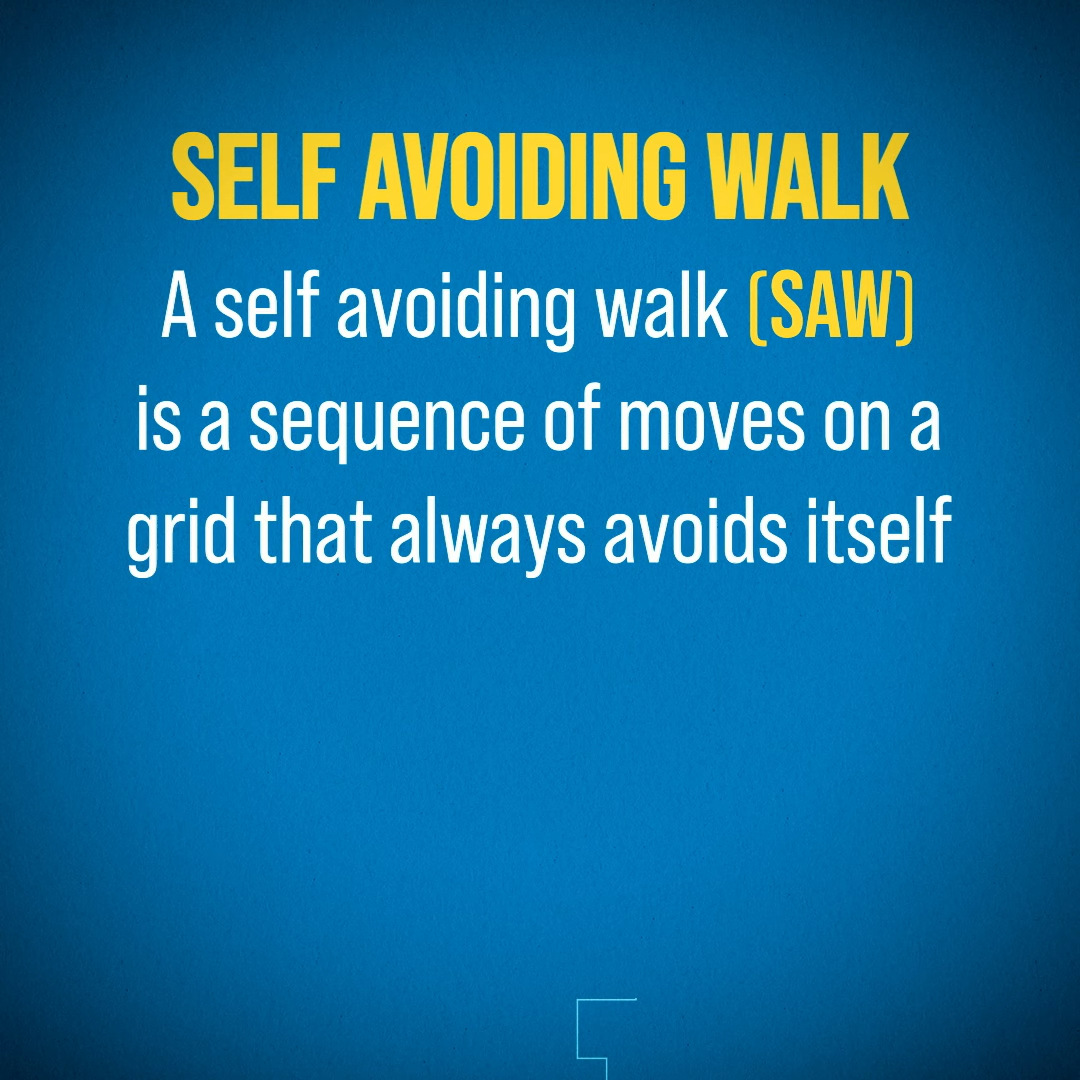 SELF AVOIDING WALK
A self avoiding walk (SAW)
is a sequence of moves on a
grid that always avoids itself